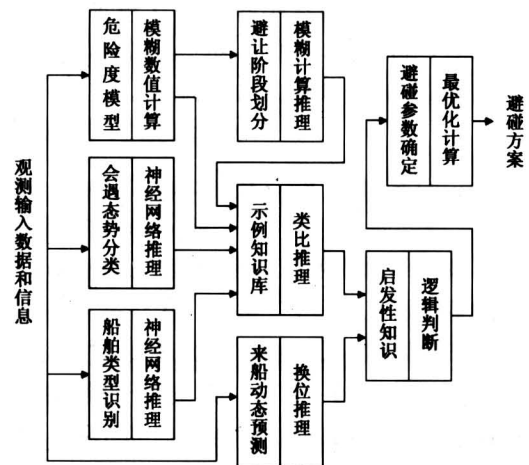 观测输入数据和信息
危险度模型
模糊数值计算
会遇态势分类
神经网络推理
船舶类型识别
神经网络推理
避让阶段划分
模糊计算推理
示例知识库
类比推理
来船动态预测
换位推理
启发性知识
逻辑判断
避碰参数确定
最优化计算
避碰方案